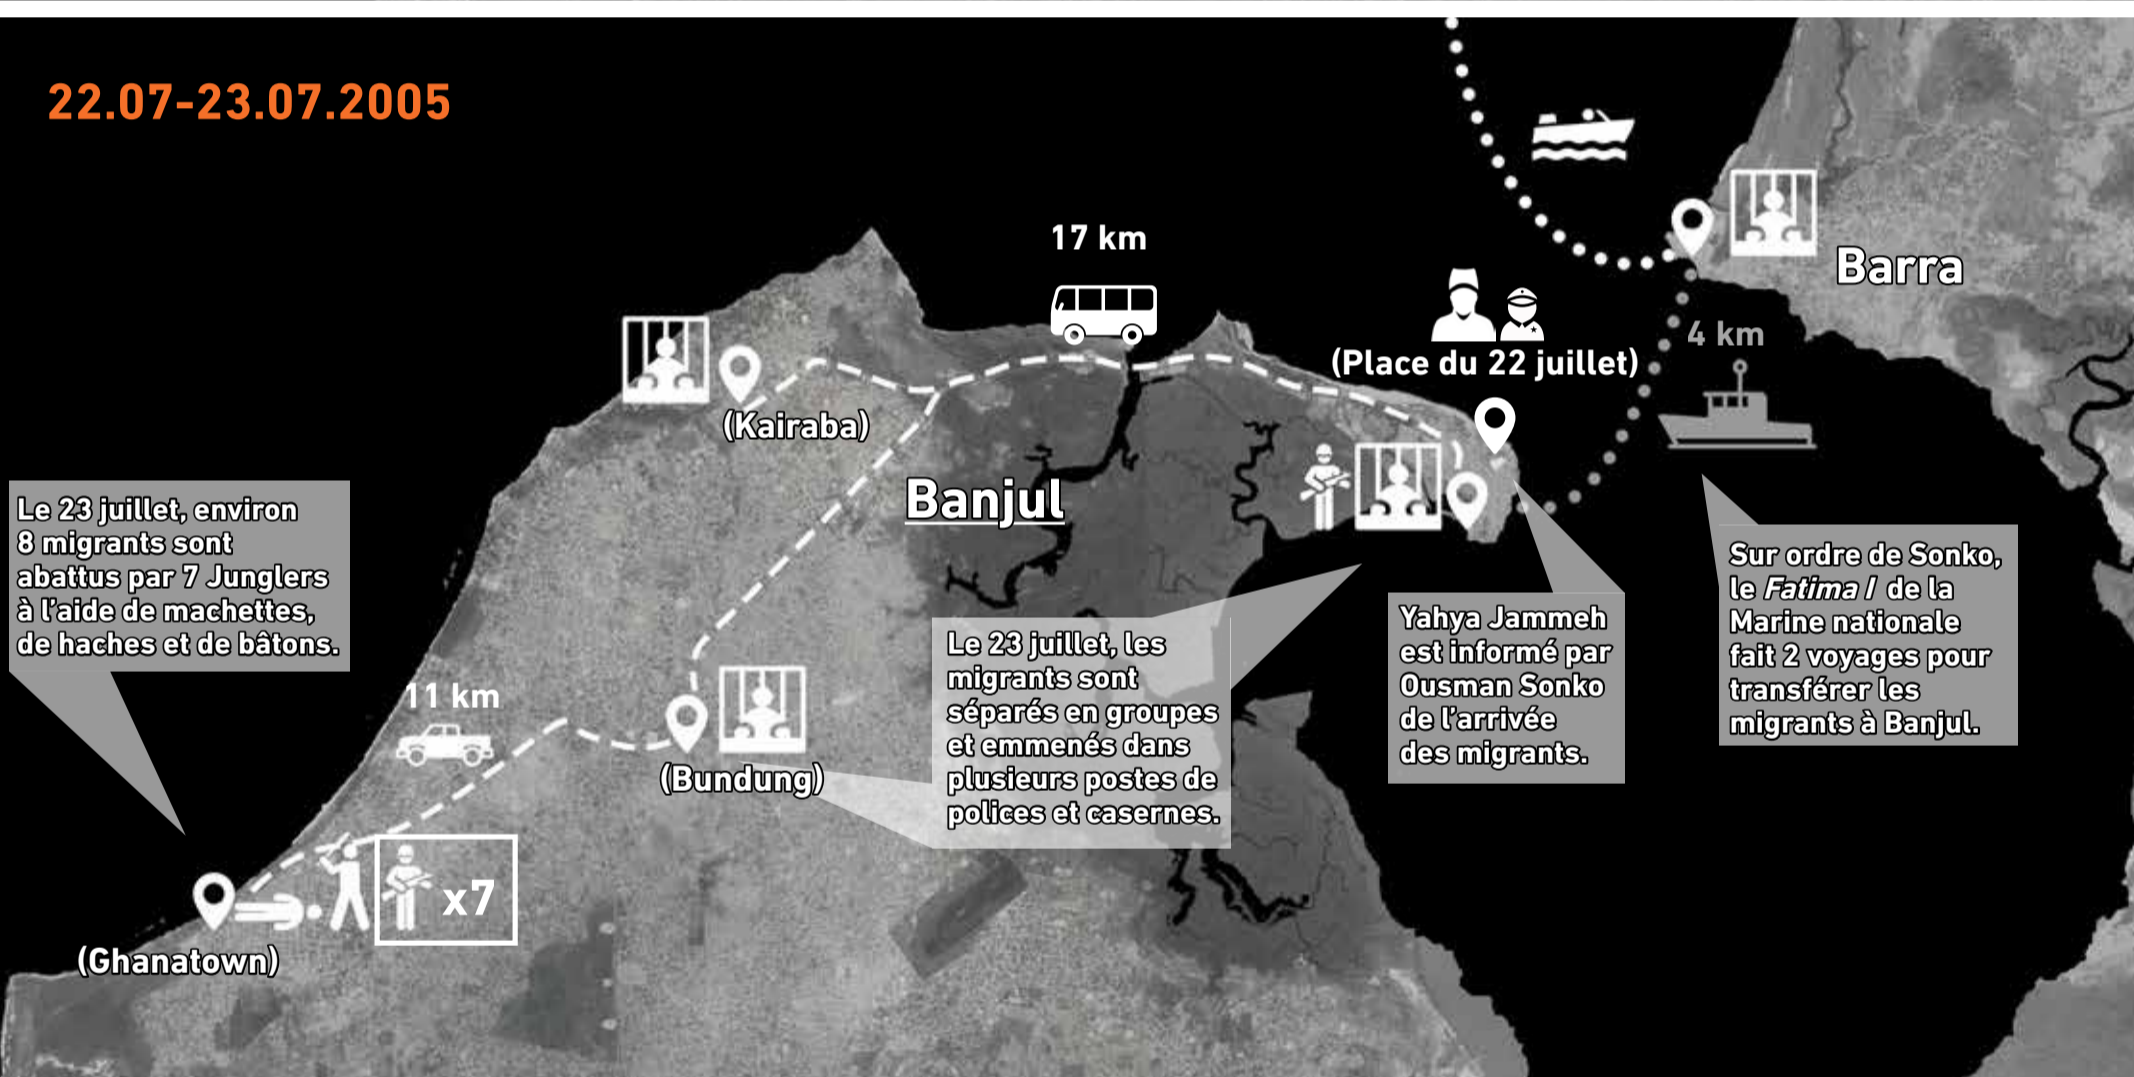 22.07-23.07.2005
17 km
Barra
4 km
(Place du 22 juillet)
(Kairaba)
Banjul
Le 23 juillet, environ
8 migrants sont
abattus par 7 Junglers
à l'aide de machettes,
de haches et de bâtons.
Sur ordre de Sonko,
le Fatima I de la
Marine nationale
fait 2 voyages pour
transférer les
migrants à Banjul.
Yahya Jammeh
est informé par
Ousman Sonko
de l'arrivée
des migrants.
Le 23 juillet, les
migrants sont
séparés en groupes
et emmenés dans
plusieurs postes de
polices et casernes.
11 km
(Bundung)
x7
(Ghanatown)